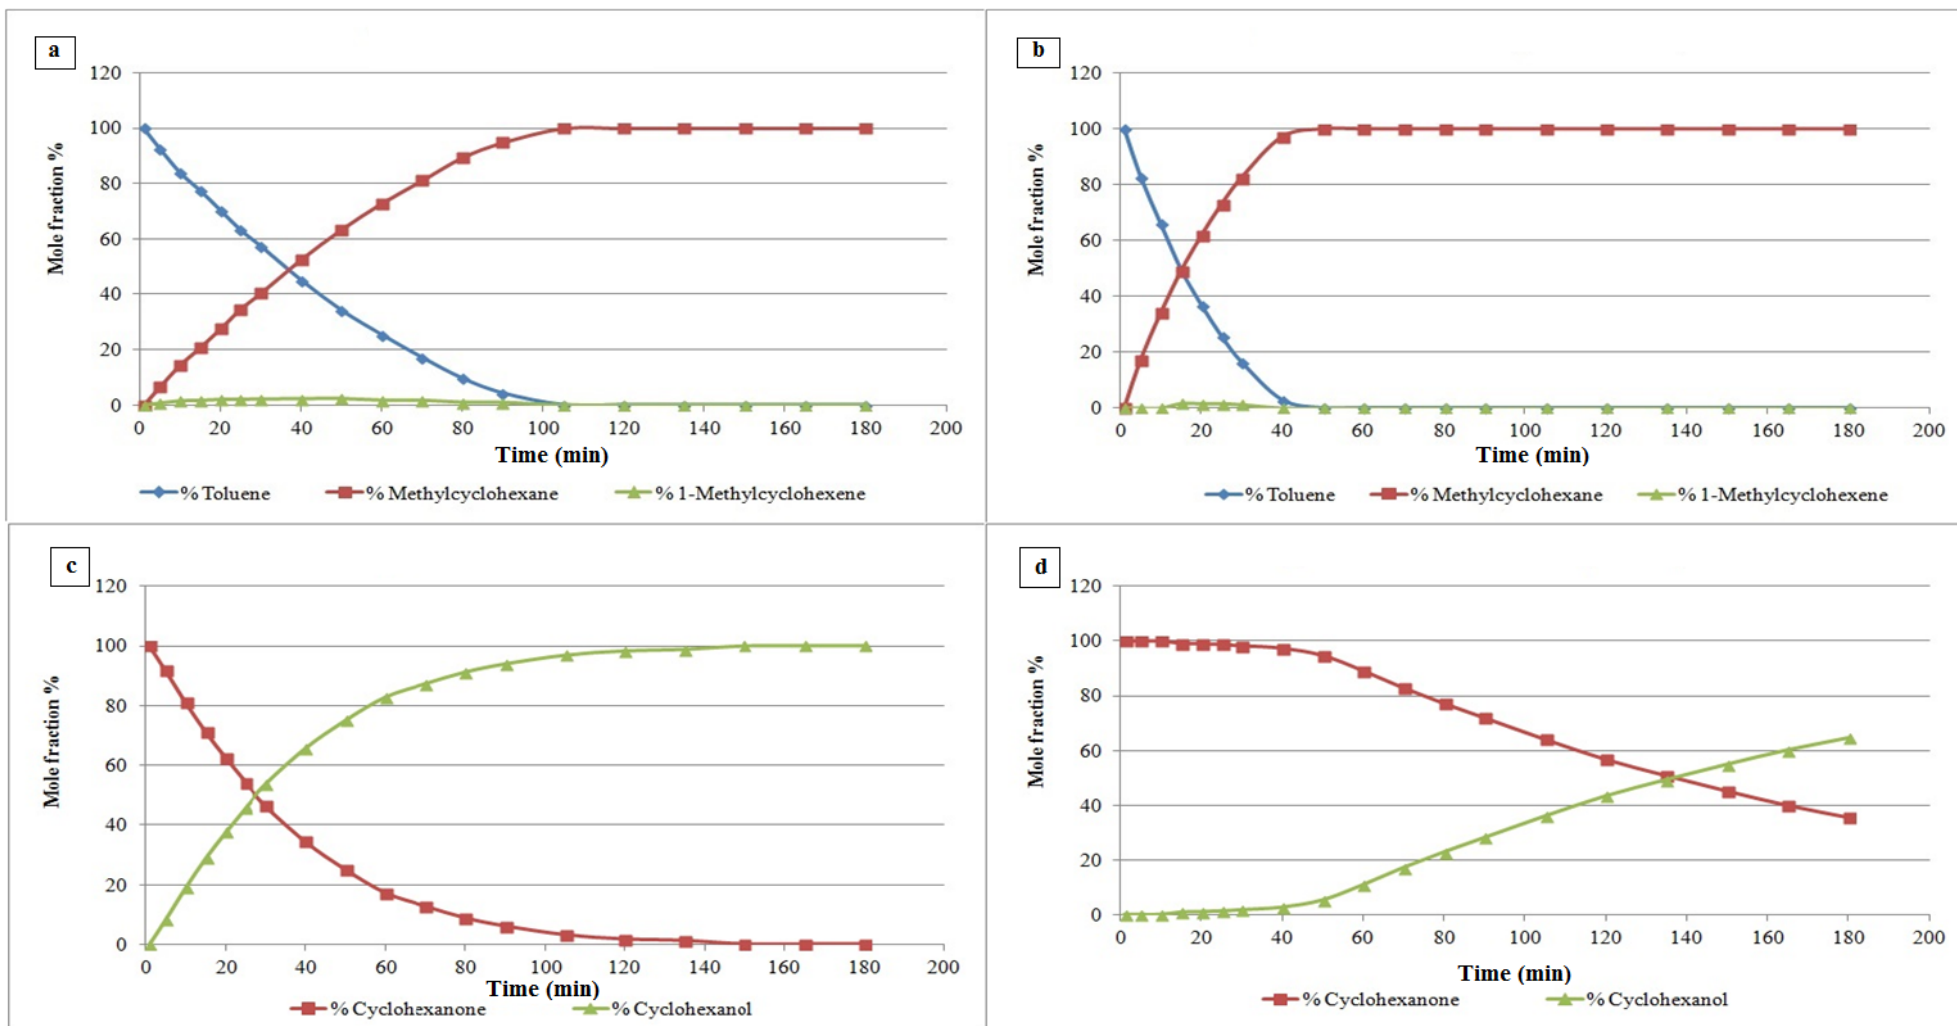 a
120
100
80
60
40
20
0
Mole fraction %
0 20 40 60 80 100 120 140 160 180 200
Time (min)
% Toluene % Methylcyclohexane % 1-Methylcyclohexene
b
120
100
80
60
40
20
0
Mole fraction %
0 20 40 60 80 100 120 140 160 180 200
Time (min)
% Toluene % Methylcyclohexane % 1-Methylcyclohexene
c
120
100
80
60
40
20
0
Mole fraction %
0 20 40 60 80 100 120 140 160 180 200
Time (min)
% Cyclohexanone % Cyclohexanol
d
120
100
80
60
40
20
0
Mole fraction %
0 20 40 60 80 100 120 140 160 180 200
Time (min)
% Cyclohexanone % Cyclohexanol